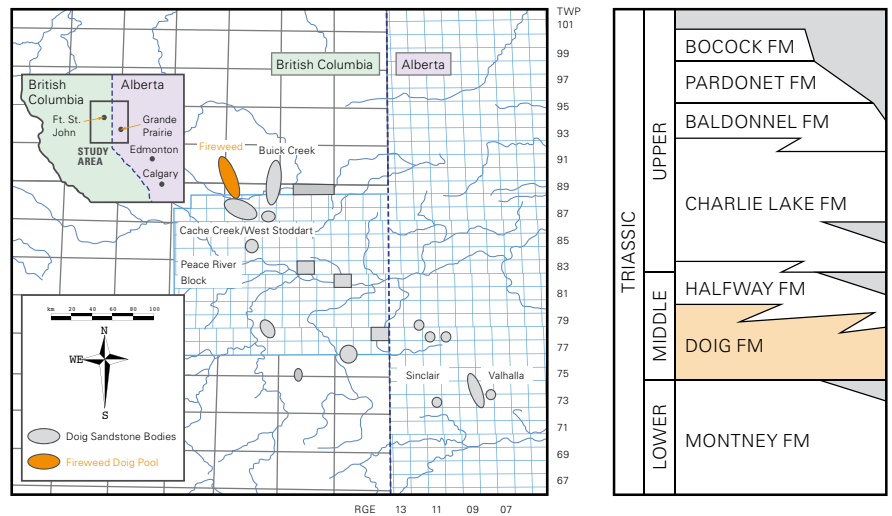 TWP
101
99
97
95
93
91
89
87
85
83
81
79
77
75
73
71
69
67
RGE 13 11 09 07
British Columbia
Alberta
British
Columbia
Alberta
Ft. St.
John
Grande
Prairie
STUDY
AREA
Edmonton
Calgary
Fireweed
Buick Creek
Cache Creek/West Stoddart
Peace River
Block
Sinclair
Valhalla
km 20 40 60 80 100
N
WE
S
Doig Sandstone Bodies
Fireweed Doig Pool
TRIASSIC
UPPER
MIDDLE
LOWER
BOCOCK FM
PARDONET FM
BALDONNEL FM
CHARLIE LAKE FM
HALFWAY FM
DOIG FM
MONTNEY FM